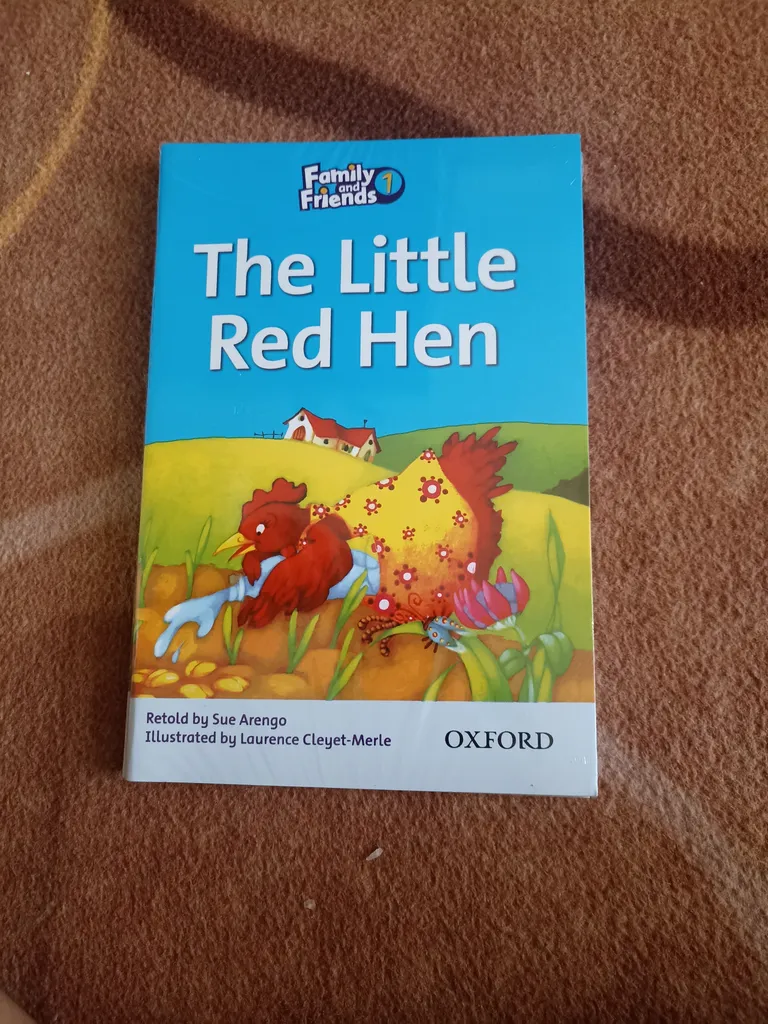 Family
and
Friends 1
The Little
Red Hen
Retold by Sue Arengo
Illustrated by Laurence Cleyet-Merle
OXFORD